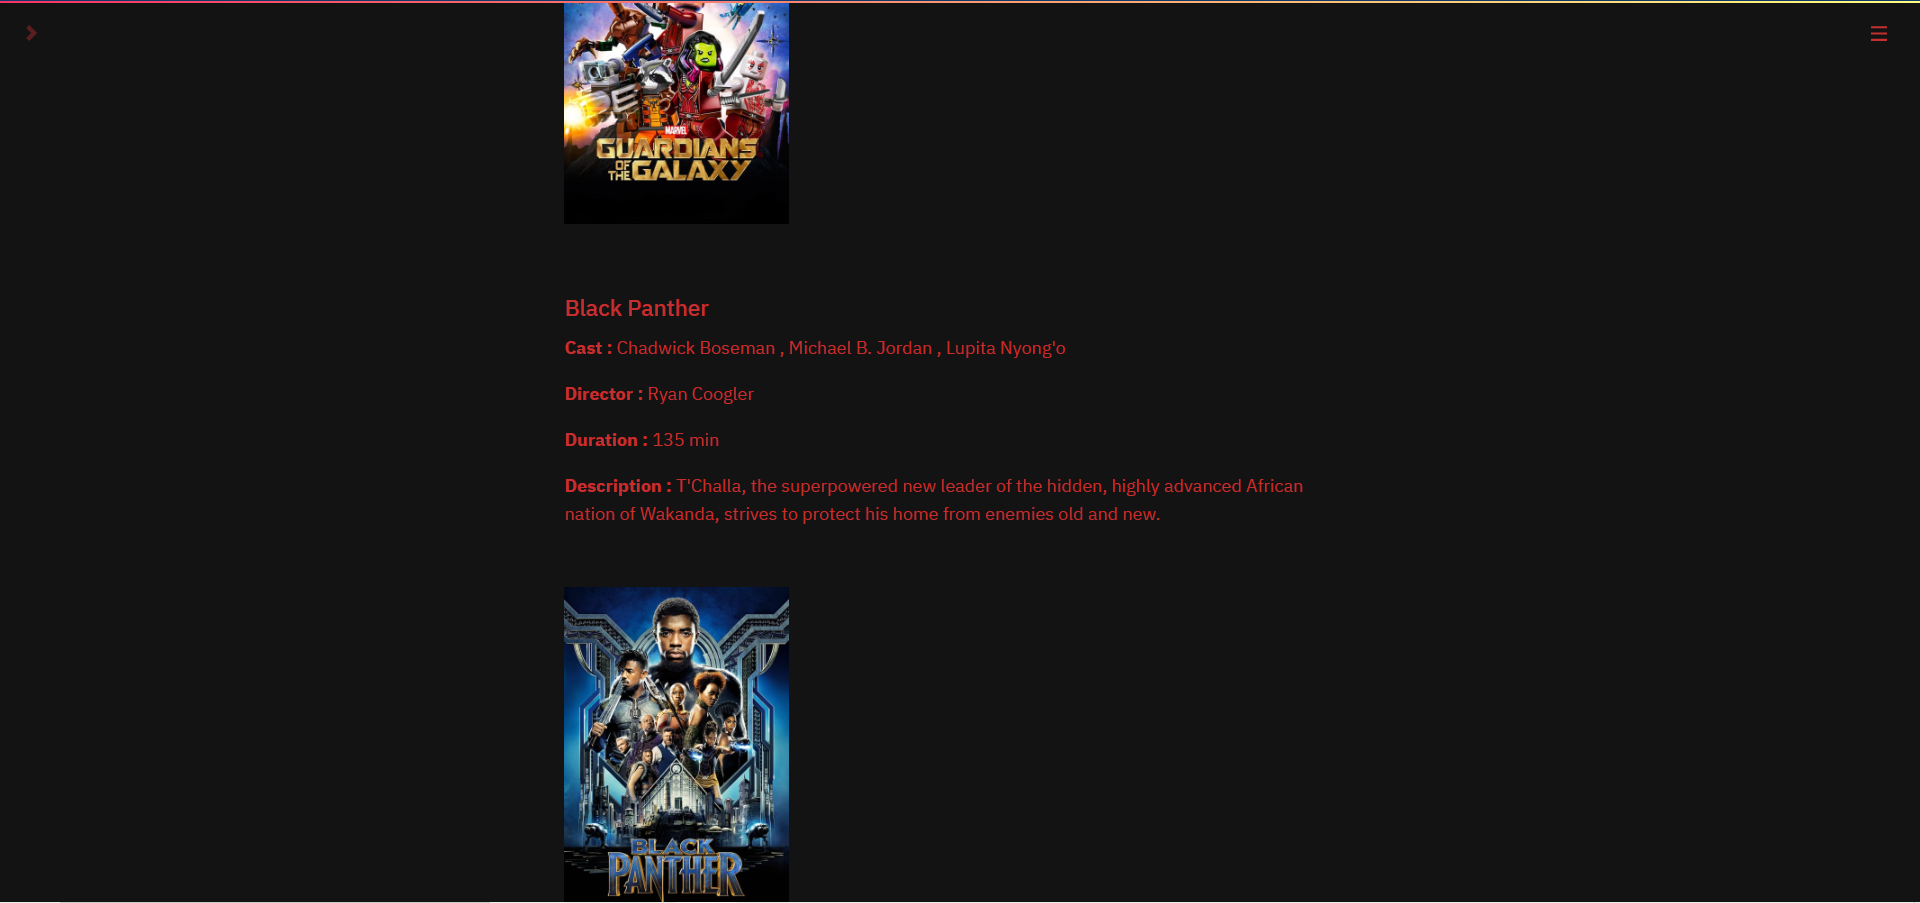 MARVEL
GUARDIANS
OF
THE GALAXY
Black Panther
Cast : Chadwick Boseman , Michael B. Jordan , Lupita Nyong'o
Director : Ryan Coogler
Duration : 135 min
Description : T'Challa, the superpowered new leader of the hidden, highly advanced African
nation of Wakanda, strives to protect his home from enemies old and new.
BLACK
PANTHER